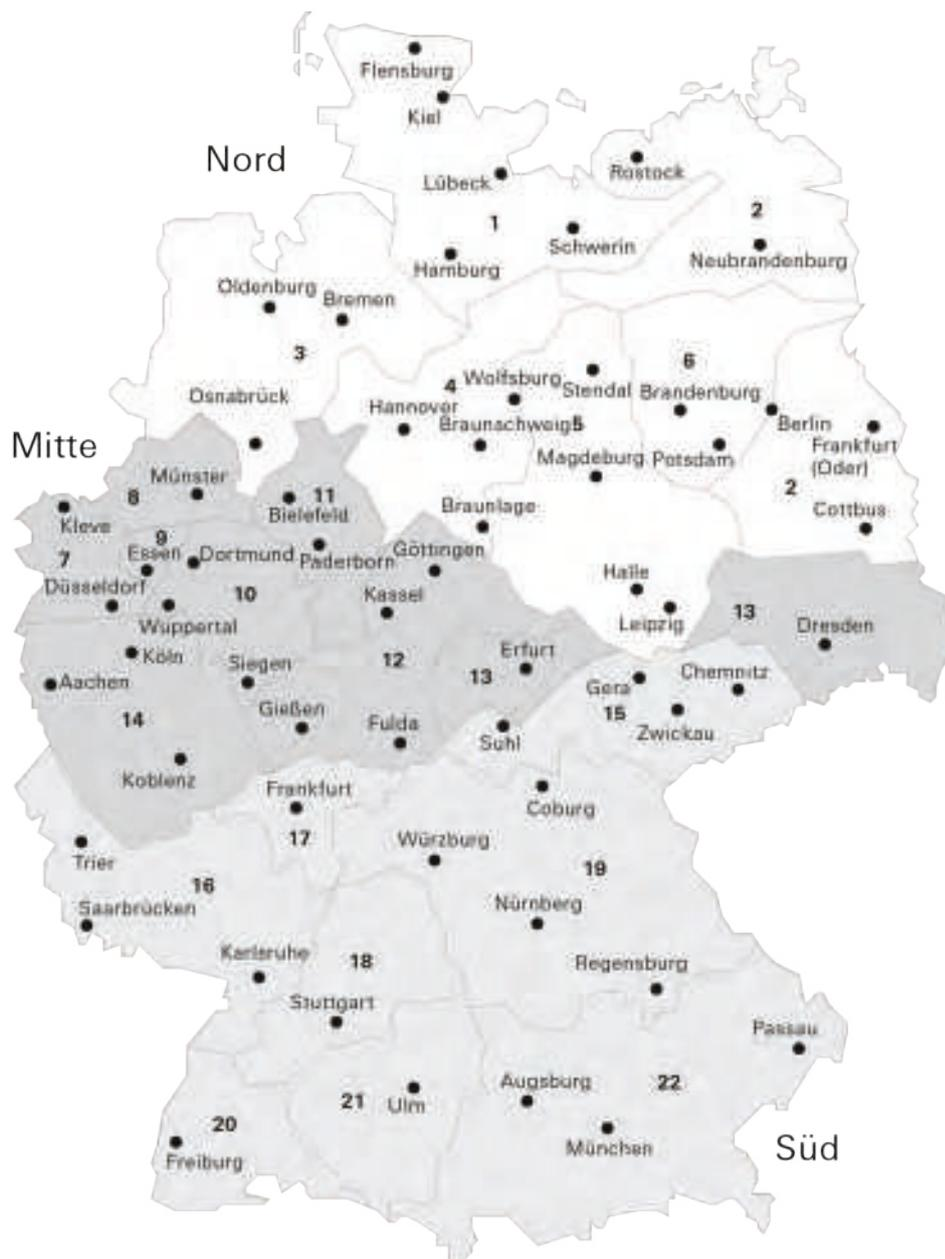 Flensburg
Kiel
Nord
Rostock
Lübeck
1
2
Schwerin
Hamburg
Neubrandenburg
Oldenburg
Bremen
3
6
4
Wolfsburg
Stendal
Brandenburg
Osnabrück
Hannover
Berlin
Braunschweig
5
Mitte
Frankfurt
(Oder)
Magdeburg
Potsdam
Münster
8
11
2
Bielefeld
Braunlage
Cottbus
Kleve
9
7
Essen
Dortmund
Paderborn
Göttingen
Halle
Düsseldorf
10
Kassel
13
Wuppertal
Leipzig
Dresden
Köln
Siegen
12
13
Erfurt
Chemnitz
Aachen
Gera
14
Gießen
Fulda
Suhl
15
Zwickau
Koblenz
Frankfurt
Coburg
17
Würzburg
Trier
16
19
Saarbrücken
Nürnberg
Karlsruhe
18
Regensburg
Stuttgart
Passau
Augsburg
22
21
Ulm
20
München
Süd
Freiburg